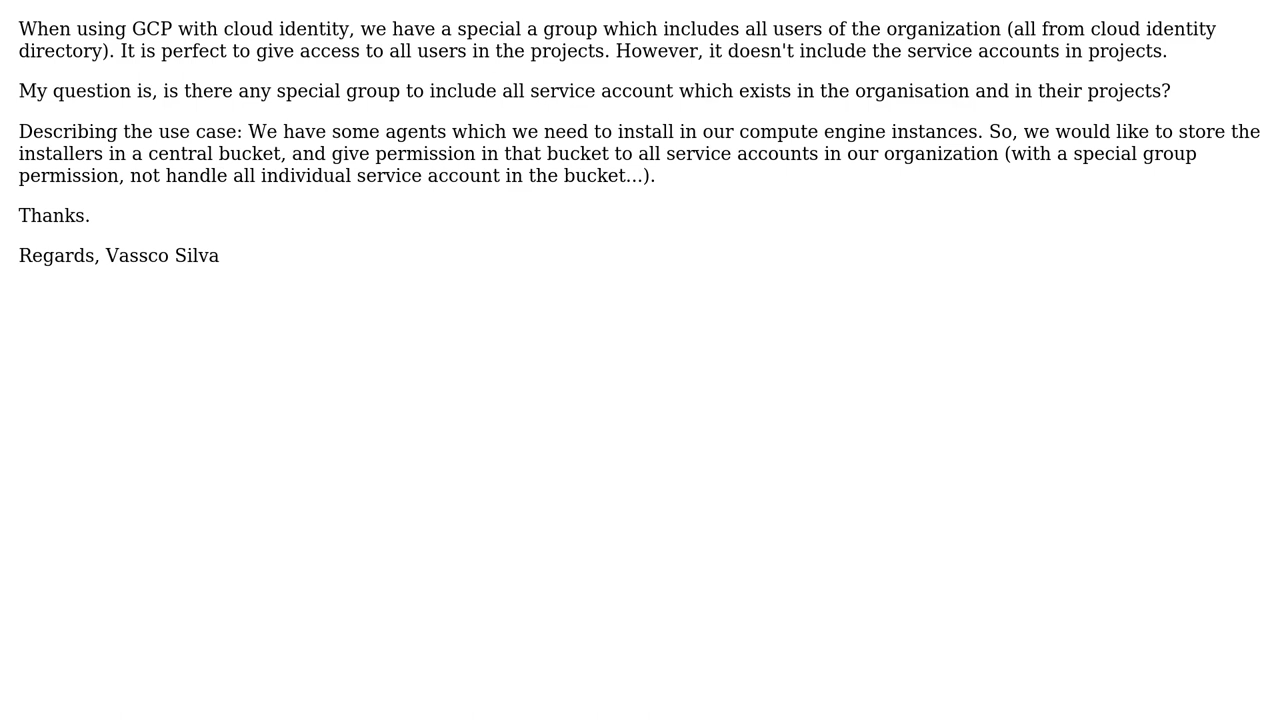 When using GCP with cloud identity, we have a special a group which includes all users of the organization (all from cloud identity
directory). It is perfect to give access to all users in the projects. However, it doesn't include the service accounts in projects.
My question is, is there any special group to include all service account which exists in the organisation and in their projects?
Describing the use case: We have some agents which we need to install in our compute engine instances. So, we would like to store the
installers in a central bucket, and give permission in that bucket to all service accounts in our organization (with a special group
permission, not handle all individual service account in the bucket...).
Thanks.
Regards, Vassco Silva